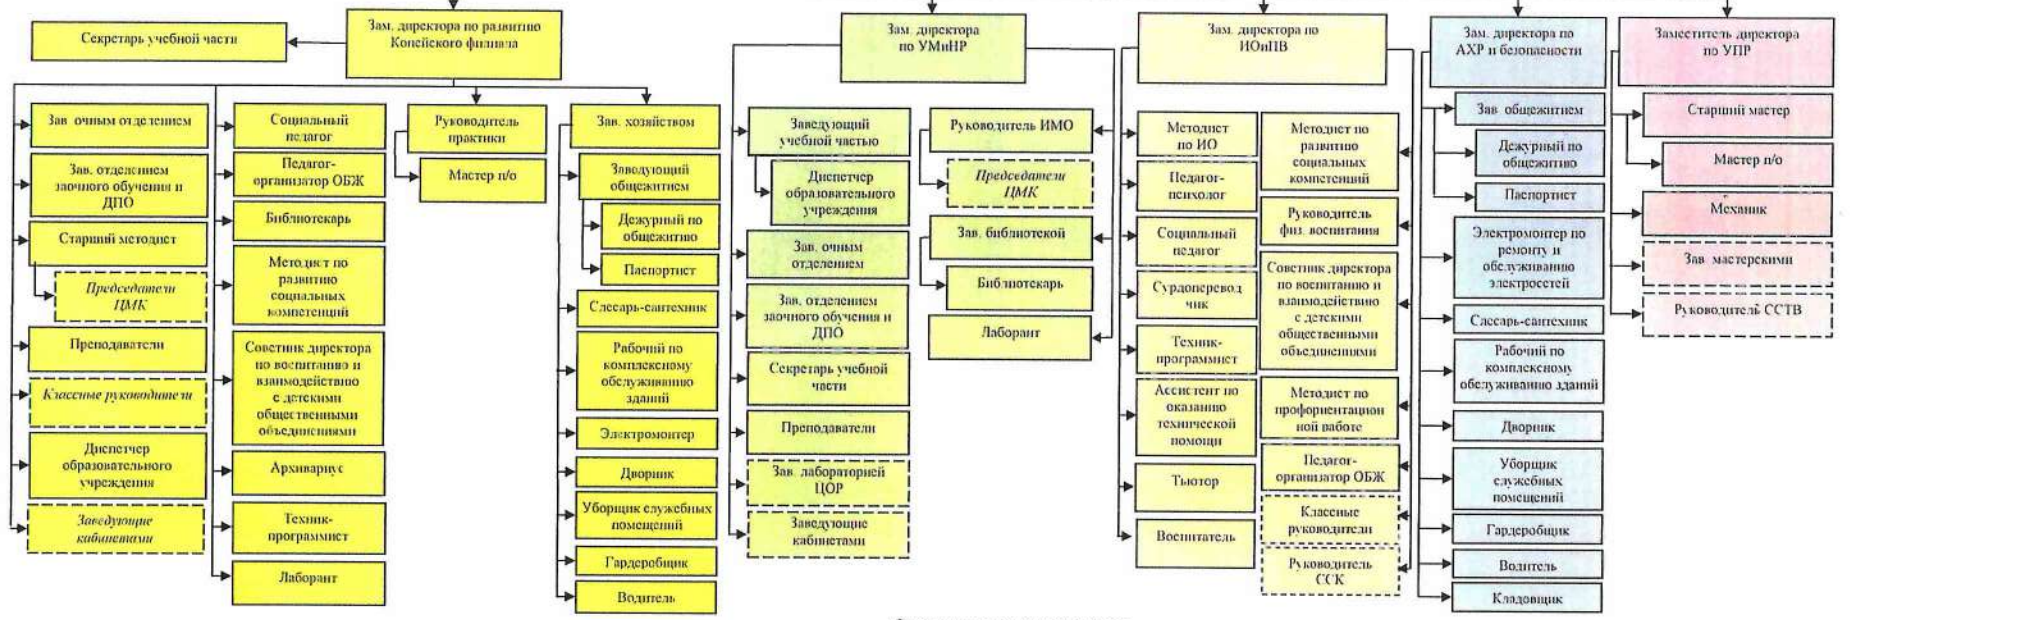 Секретарь учебной части
Зам. директора по развитию
Копейского филиала
Зав очным отделением
Зав. отделением
заочного обучения и
ДПО
Старший методист
Председатели
ЦМК
Преподаватели
Классные руководители
Диспетчер
образовательного
учреждения
Заведующие
кабинетами
Социальный
педагог
Педагог-
организатор ОБЖ
Библиотекарь
Методист по
развитию
социальных
компетенций
Советник директора
по воспитанию и
взаимодействию
с детскими
общественными
объединениями
Архивариус
Техник-
программист
Лаборант
Руководитель
практики
Мастер п/о
Зав. хозяйством
Заведующий
общежитием
Дежурный по
общежитию
Паспортист
Слесарь-сантехник
Рабочий по
комплексному
обслуживанию
зданий
Электромонтер
Дворник
Уборщик служебных
помещений
Гардеробщик
Водитель
Зам. директора
по УМиНР
Заведующий
учебной частью
Диспетчер
образовательного
учреждения
Зав. очным
отделением
Зав. отделением
заочного обучения и
ДПО
Секретарь учебной
части
Преподаватели
Зав. лабораторией
ЦОР
Заведующие
кабинетами
Руководитель ИМО
Председатели
ЦМК
Зав. библиотекой
Библиотекарь
Лаборант
Зам. директора по
ИОиПВ
Методист
по ИО
Педагог-
психолог
Социальный
педагог
Сурдоперевод
чик
Техник-
программист
Ассистент по
оказанию
технической
помощи
Тьютор
Воспитатель
Методист по
развитию
социальных
компетенций
Руководитель
физ. воспитания
Советник директора
по воспитанию и
взаимодействию
с детскими
общественными
объединениями
Методист по
профориентацион
ной работе
Педагог-
организатор ОБЖ
Классные
руководители
Руководитель
ССК
Зам. директора по
АХР и безопасности
Зав общежитием
Дежурный по
общежитию
Паспортист
Электромонтер по
ремонту и
обслуживанию
электросетей
Слесарь-сантехник
Рабочий по
комплексному
обслуживанию зданий
Дворник
Уборщик
служебных
помещений
Гардеробщик
Водитель
Кладовщик
Заместитель директора
по УПР
Старший мастер
Мастер п/о
Механик
Зав мастерскими
Руководитель ССТВ